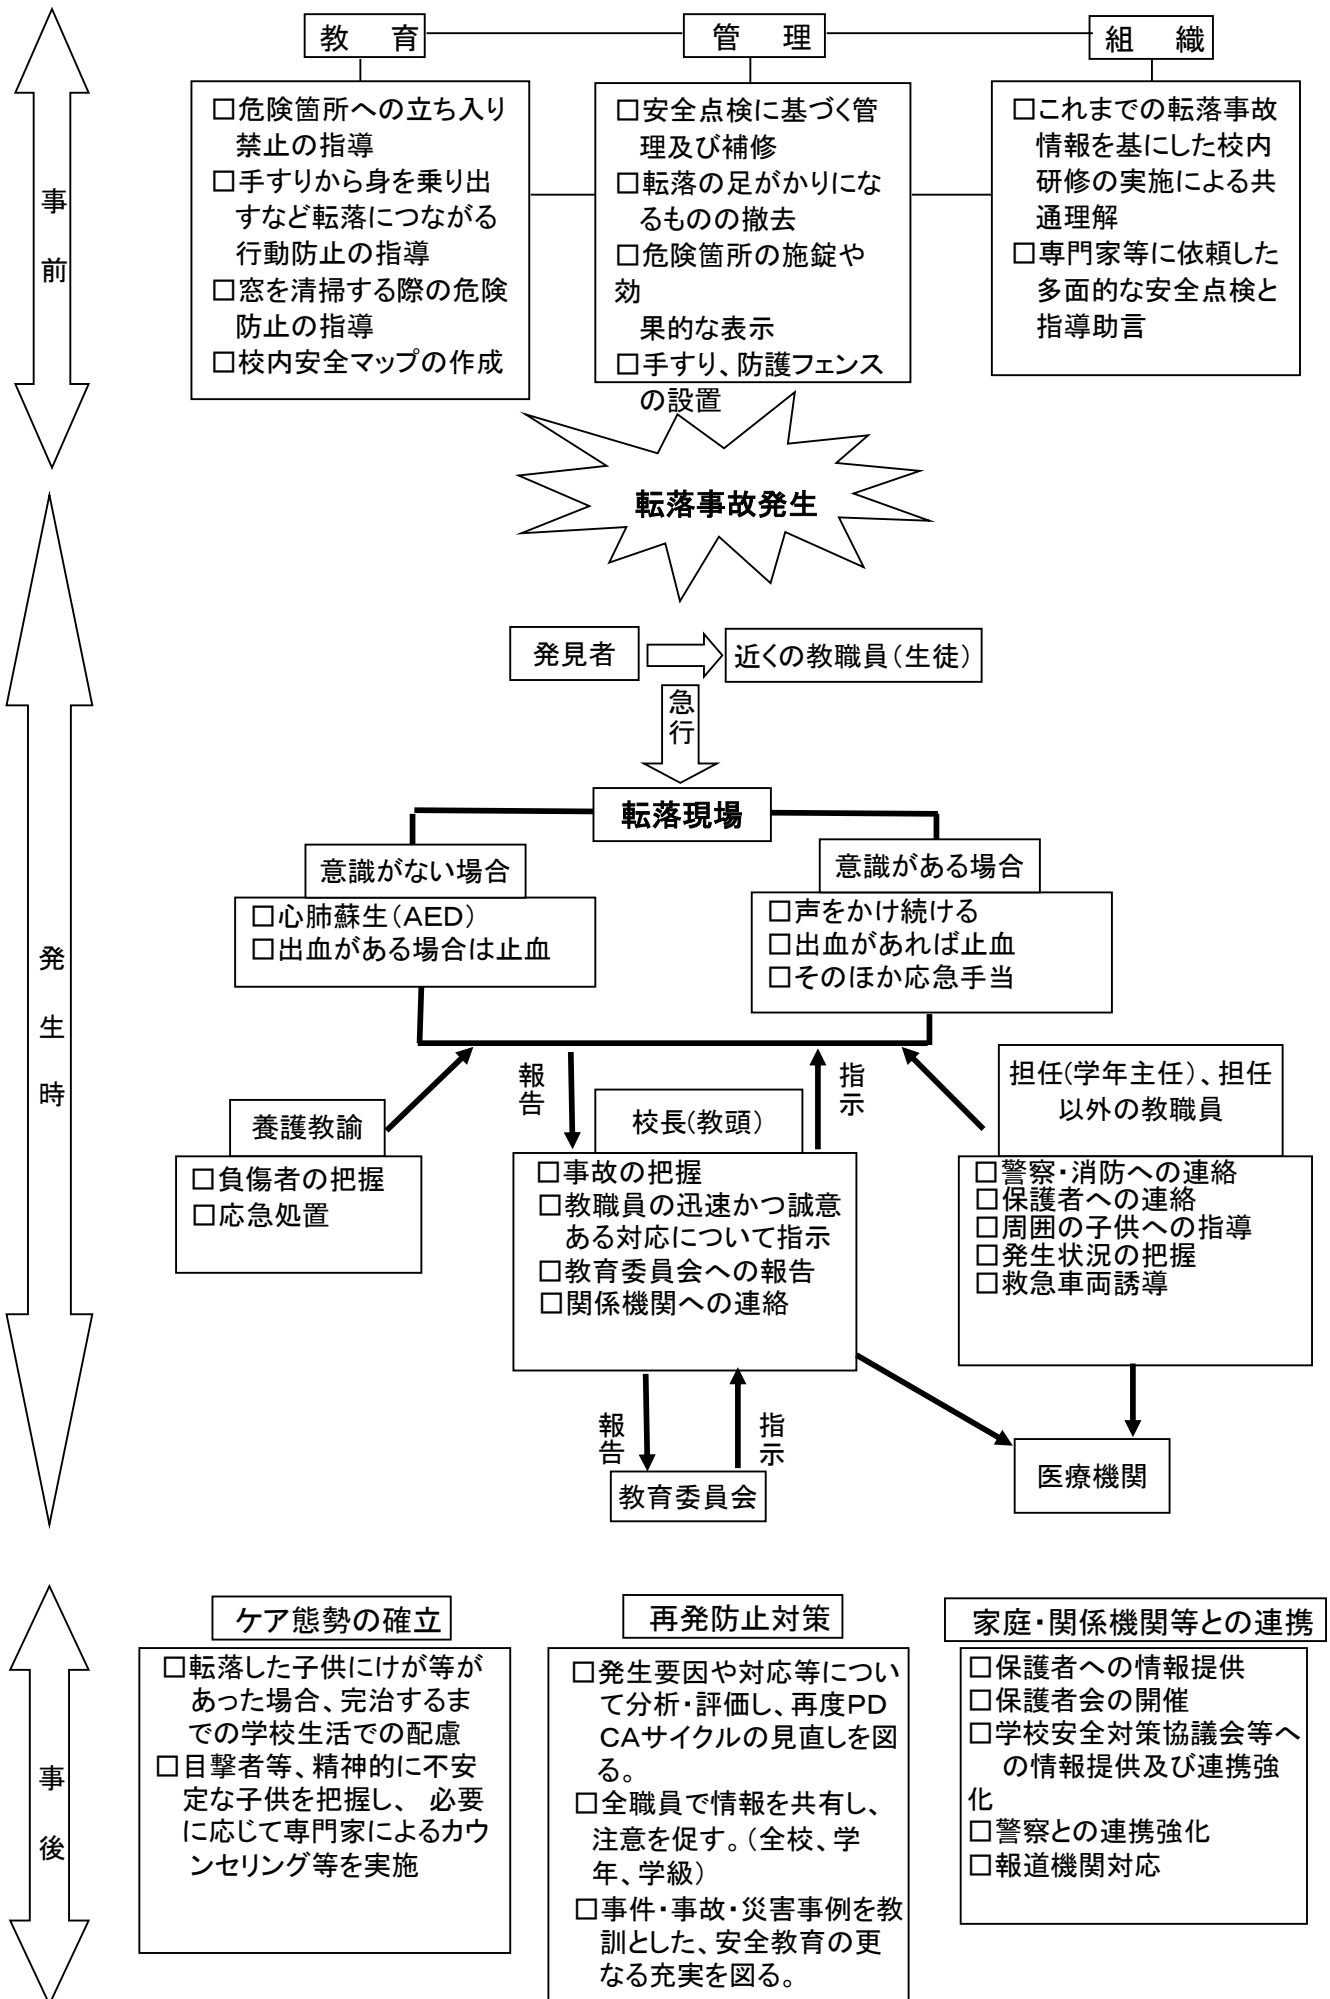 教　育
管　理
組　織
事前
□危険箇所への立ち入り
禁止の指導
□手すりから身を乗り出
すなど転落につながる
行動防止の指導
□窓を清掃する際の危険
防止の指導
□校内安全マップの作成
□安全点検に基づく管
理及び補修
□転落の足がかりにな
るものの撤去
□危険箇所の施錠や
効
果的な表示
□手すり、防護フェンス
の設置
□これまでの転落事故
情報を基にした校内
研修の実施による共
通理解
□専門家等に依頼した
多面的な安全点検と
指導助言
転落事故発生
発生時
発見者
近くの教職員（生徒）
急行
転落現場
意識がない場合
□心肺蘇生（AED）
□出血がある場合は止血
意識がある場合
□声をかけ続ける
□出血があれば止血
□そのほか応急手当
報告
指示
養護教諭
□負傷者の把握
□応急処置
校長(教頭）
□事故の把握
□教職員の迅速かつ誠意
ある対応について指示
□教育委員会への報告
□関係機関への連絡
担任(学年主任)、担任
以外の教職員
□警察・消防への連絡
□保護者への連絡
□周囲の子供への指導
□発生状況の把握
□救急車両誘導
報告
指示
教育委員会
医療機関
事後
ケア態勢の確立
□転落した子供にけが等が
あった場合、完治するま
での学校生活での配慮
□目撃者等、精神的に不安
定な子供を把握し、 必要
に応じて専門家によるカウ
ンセリング等を実施
再発防止対策
□発生要因や対応等につい
て分析・評価し、再度PD
CAサイクルの見直しを図
る。
□全職員で情報を共有し、
注意を促す。（全校、学
年、学級）
□事件・事故・災害事例を教
訓とした、安全教育の更
なる充実を図る。
家庭・関係機関等との連携
□保護者への情報提供
□保護者会の開催
□学校安全対策協議会等へ
の情報提供及び連携強
化
□警察との連携強化
□報道機関対応